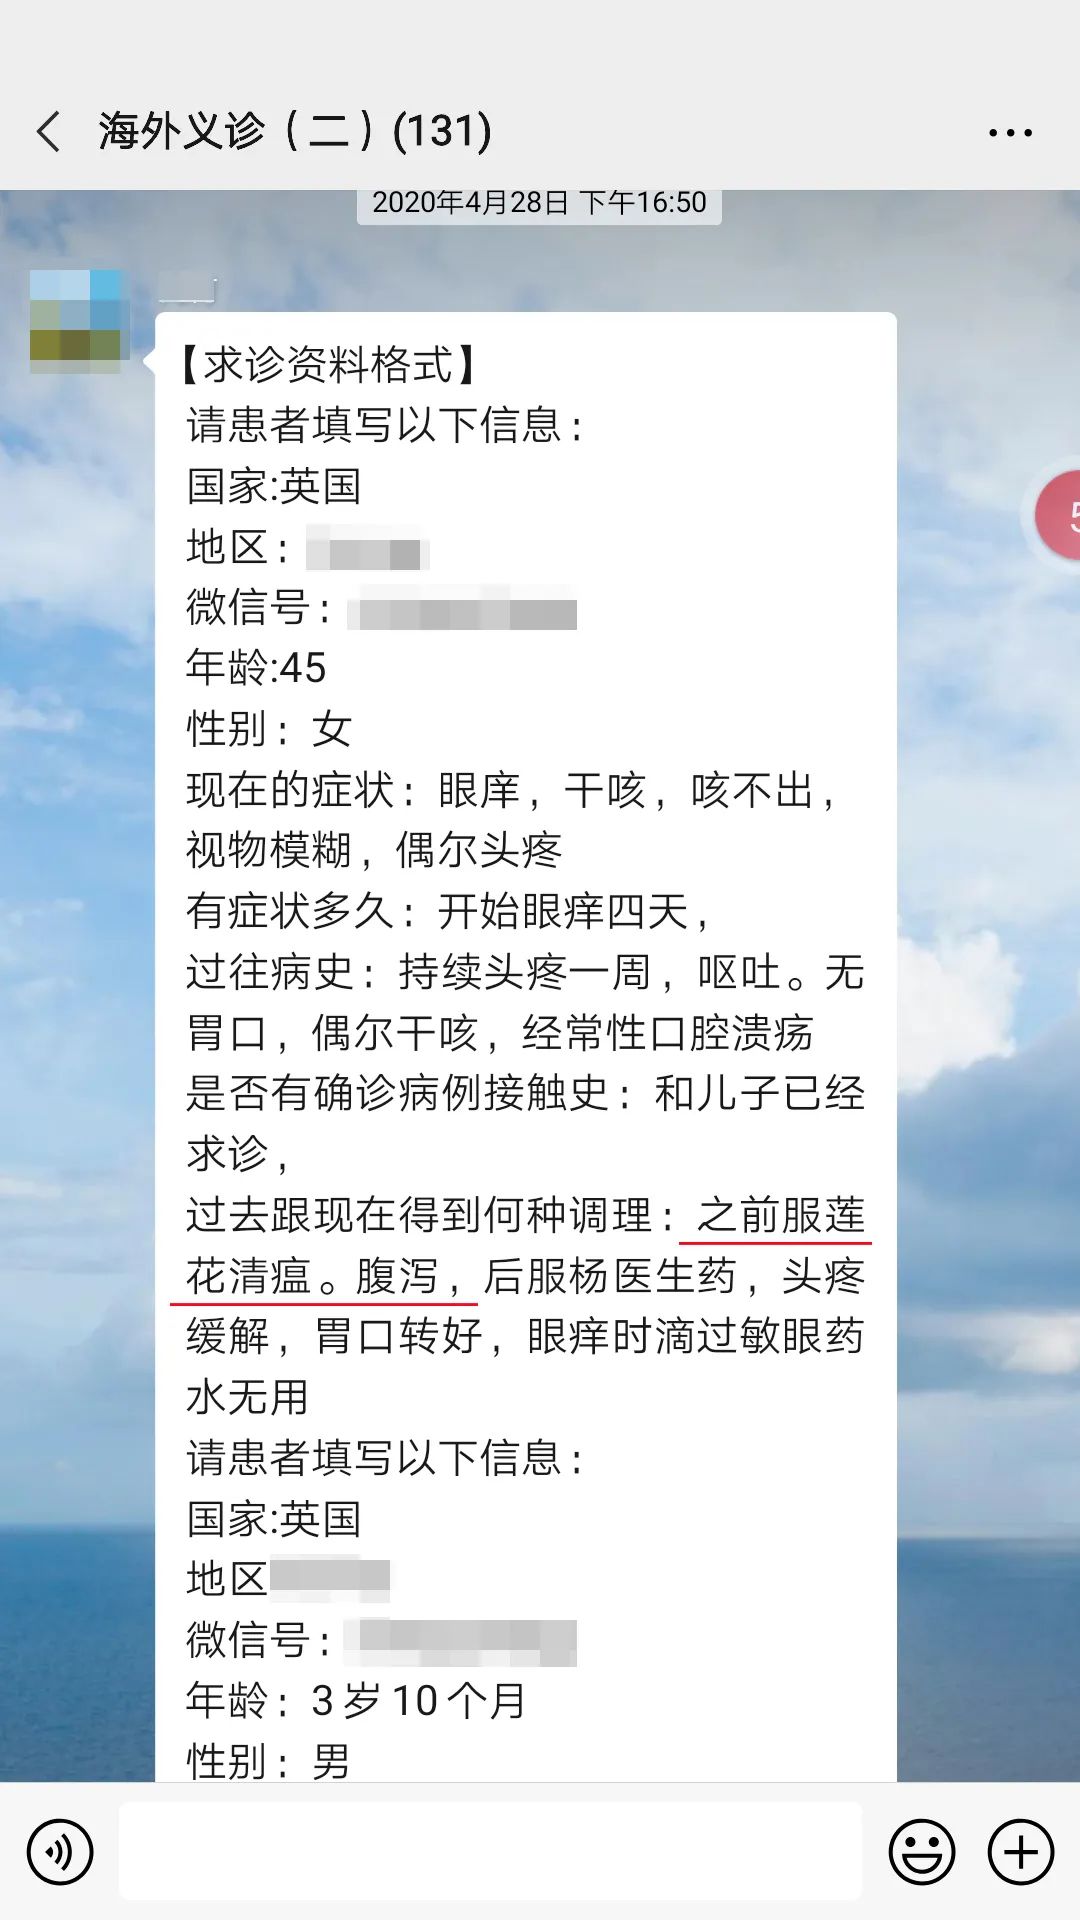 海外义诊（二）(131)
2020年4月28日 下午16:50
【求诊资料格式】
请患者填写以下信息：
国家:英国
地区：
微信号：
年龄:45
性别：女
现在的症状：眼庠，干咳，咳不出，
视物模糊，偶尔头疼
有症状多久：开始眼痒四天，
过往病史：持续头疼一周，呕吐。无
胃口，偶尔干咳，经常性口腔溃疡
是否有确诊病例接触史：和儿子已经
求诊，
过去跟现在得到何种调理：之前服莲
花清瘟。腹泻，后服杨医生药，头疼
缓解，胃口转好，眼痒时滴过敏眼药
水无用
请患者填写以下信息：
国家:英国
地区
微信号：
年龄：3岁10个月
性别：男
5